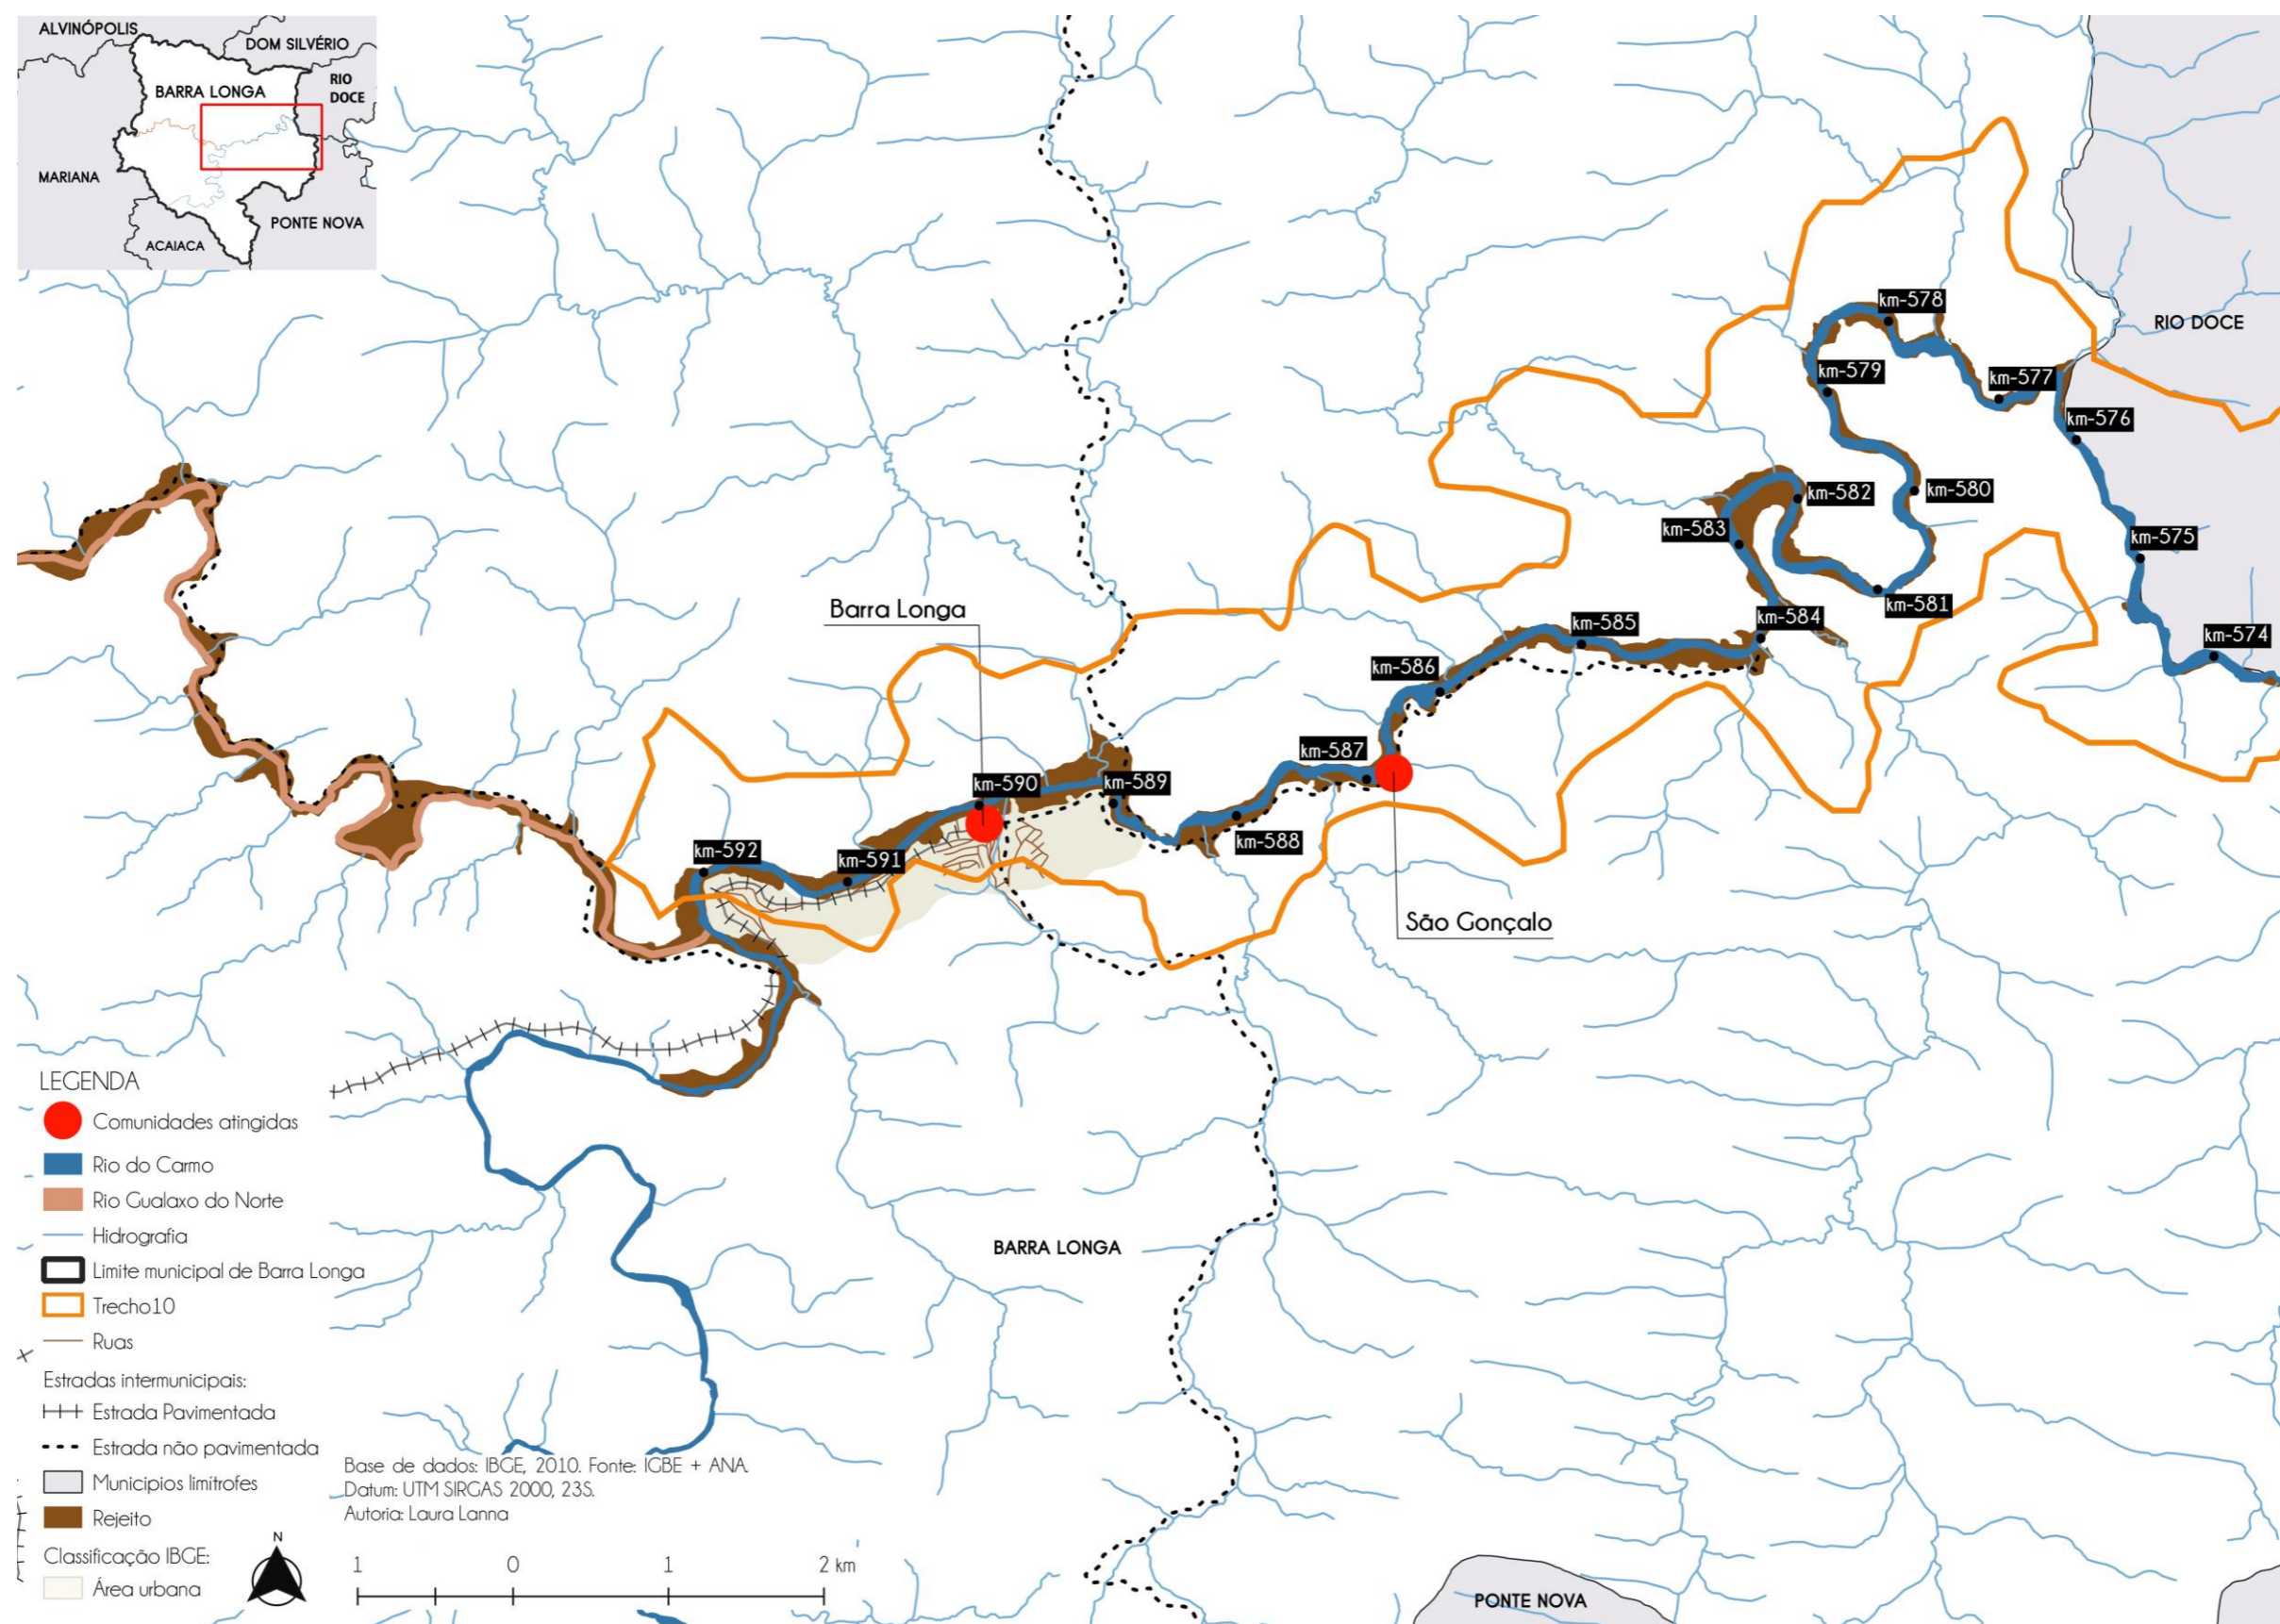 ALVINÓPOLIS
DOM SILVÉRIO
RIO
DOCE
BARRA LONGA
MARIANA
PONTE NOVA
ACAIACA
km-578
RIO DOCE
km-579
km-577
km-576
km-582
km-580
km-583
km-575
km-581
Barra Longa
km-584
km-585
km-574
km-586
km-587
km-590
km-589
km-588
km-592
km-591
São Gonçalo
BARRA LONGA
PONTE NOVA
LEGENDA
Comunidades atingidas
Rio do Carmo
Rio Gualaxo do Norte
Hidrografia
Limite municipal de Barra Longa
Trecho10
Ruas
Estradas intermunicipais:
Estrada Pavimentada
Estrada não pavimentada
Municípios limítrofes
Rejeito
Classificação IBGE:
Área urbana
N
Base de dados: IBGE, 2010. Fonte: IGBE + ANA.
Datum: UTM SIRGAS 2000, 23S.
Autoria: Laura Lanna
1 0 1 2 km